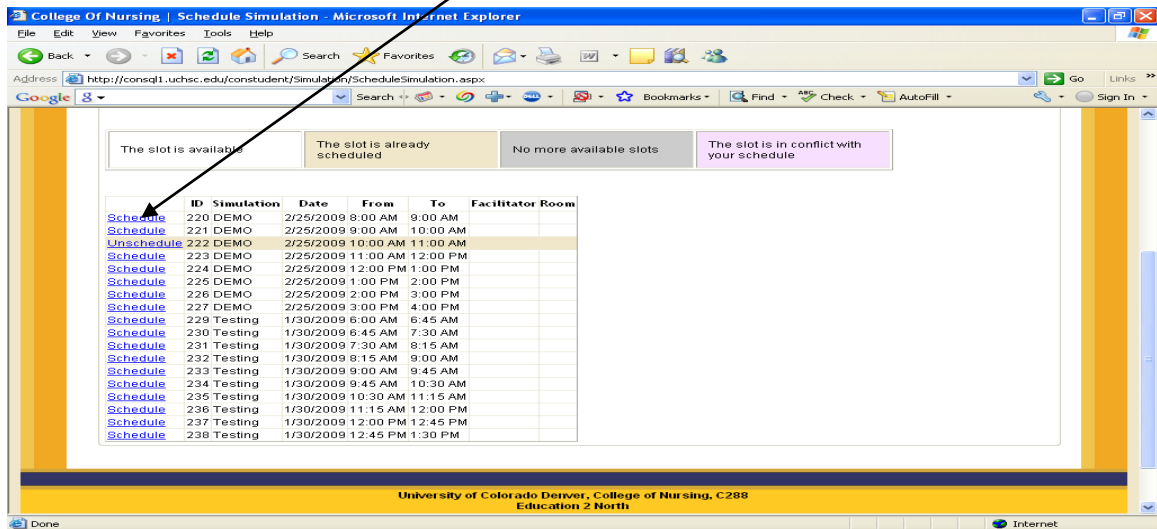 College Of Nursing | Schedule Simulation - Microsoft Internet Explorer
File Edit View Favorites Tools Help
Back Search Favorites
Address http://consql1.uchsc.edu/constudent/Simulation/ScheduleSimulation.aspx Go Links »
Google Search Bookmarks Find Check AutoFill Sign In
The slot is available
The slot is already scheduled
No more available slots
The slot is in conflict with your schedule
ID Simulation Date From To Facilitator Room
Schedule 220 DEMO 2/25/2009 8:00 AM 9:00 AM
Schedule 221 DEMO 2/25/2009 9:00 AM 10:00 AM
Unschedule 222 DEMO 2/25/2009 10:00 AM 11:00 AM
Schedule 223 DEMO 2/25/2009 11:00 AM 12:00 PM
Schedule 224 DEMO 2/25/2009 12:00 PM 1:00 PM
Schedule 225 DEMO 2/25/2009 1:00 PM 2:00 PM
Schedule 226 DEMO 2/25/2009 2:00 PM 3:00 PM
Schedule 227 DEMO 2/25/2009 3:00 PM 4:00 PM
Schedule 229 Testing 1/30/2009 6:00 AM 6:45 AM
Schedule 230 Testing 1/30/2009 6:45 AM 7:30 AM
Schedule 231 Testing 1/30/2009 7:30 AM 8:15 AM
Schedule 232 Testing 1/30/2009 8:15 AM 9:00 AM
Schedule 233 Testing 1/30/2009 9:00 AM 9:45 AM
Schedule 234 Testing 1/30/2009 9:45 AM 10:30 AM
Schedule 235 Testing 1/30/2009 10:30 AM 11:15 AM
Schedule 236 Testing 1/30/2009 11:15 AM 12:00 PM
Schedule 237 Testing 1/30/2009 12:00 PM 12:45 PM
Schedule 238 Testing 1/30/2009 12:45 PM 1:30 PM
University of Colorado Denver, College of Nursing, C288
Education 2 North
Done Internet